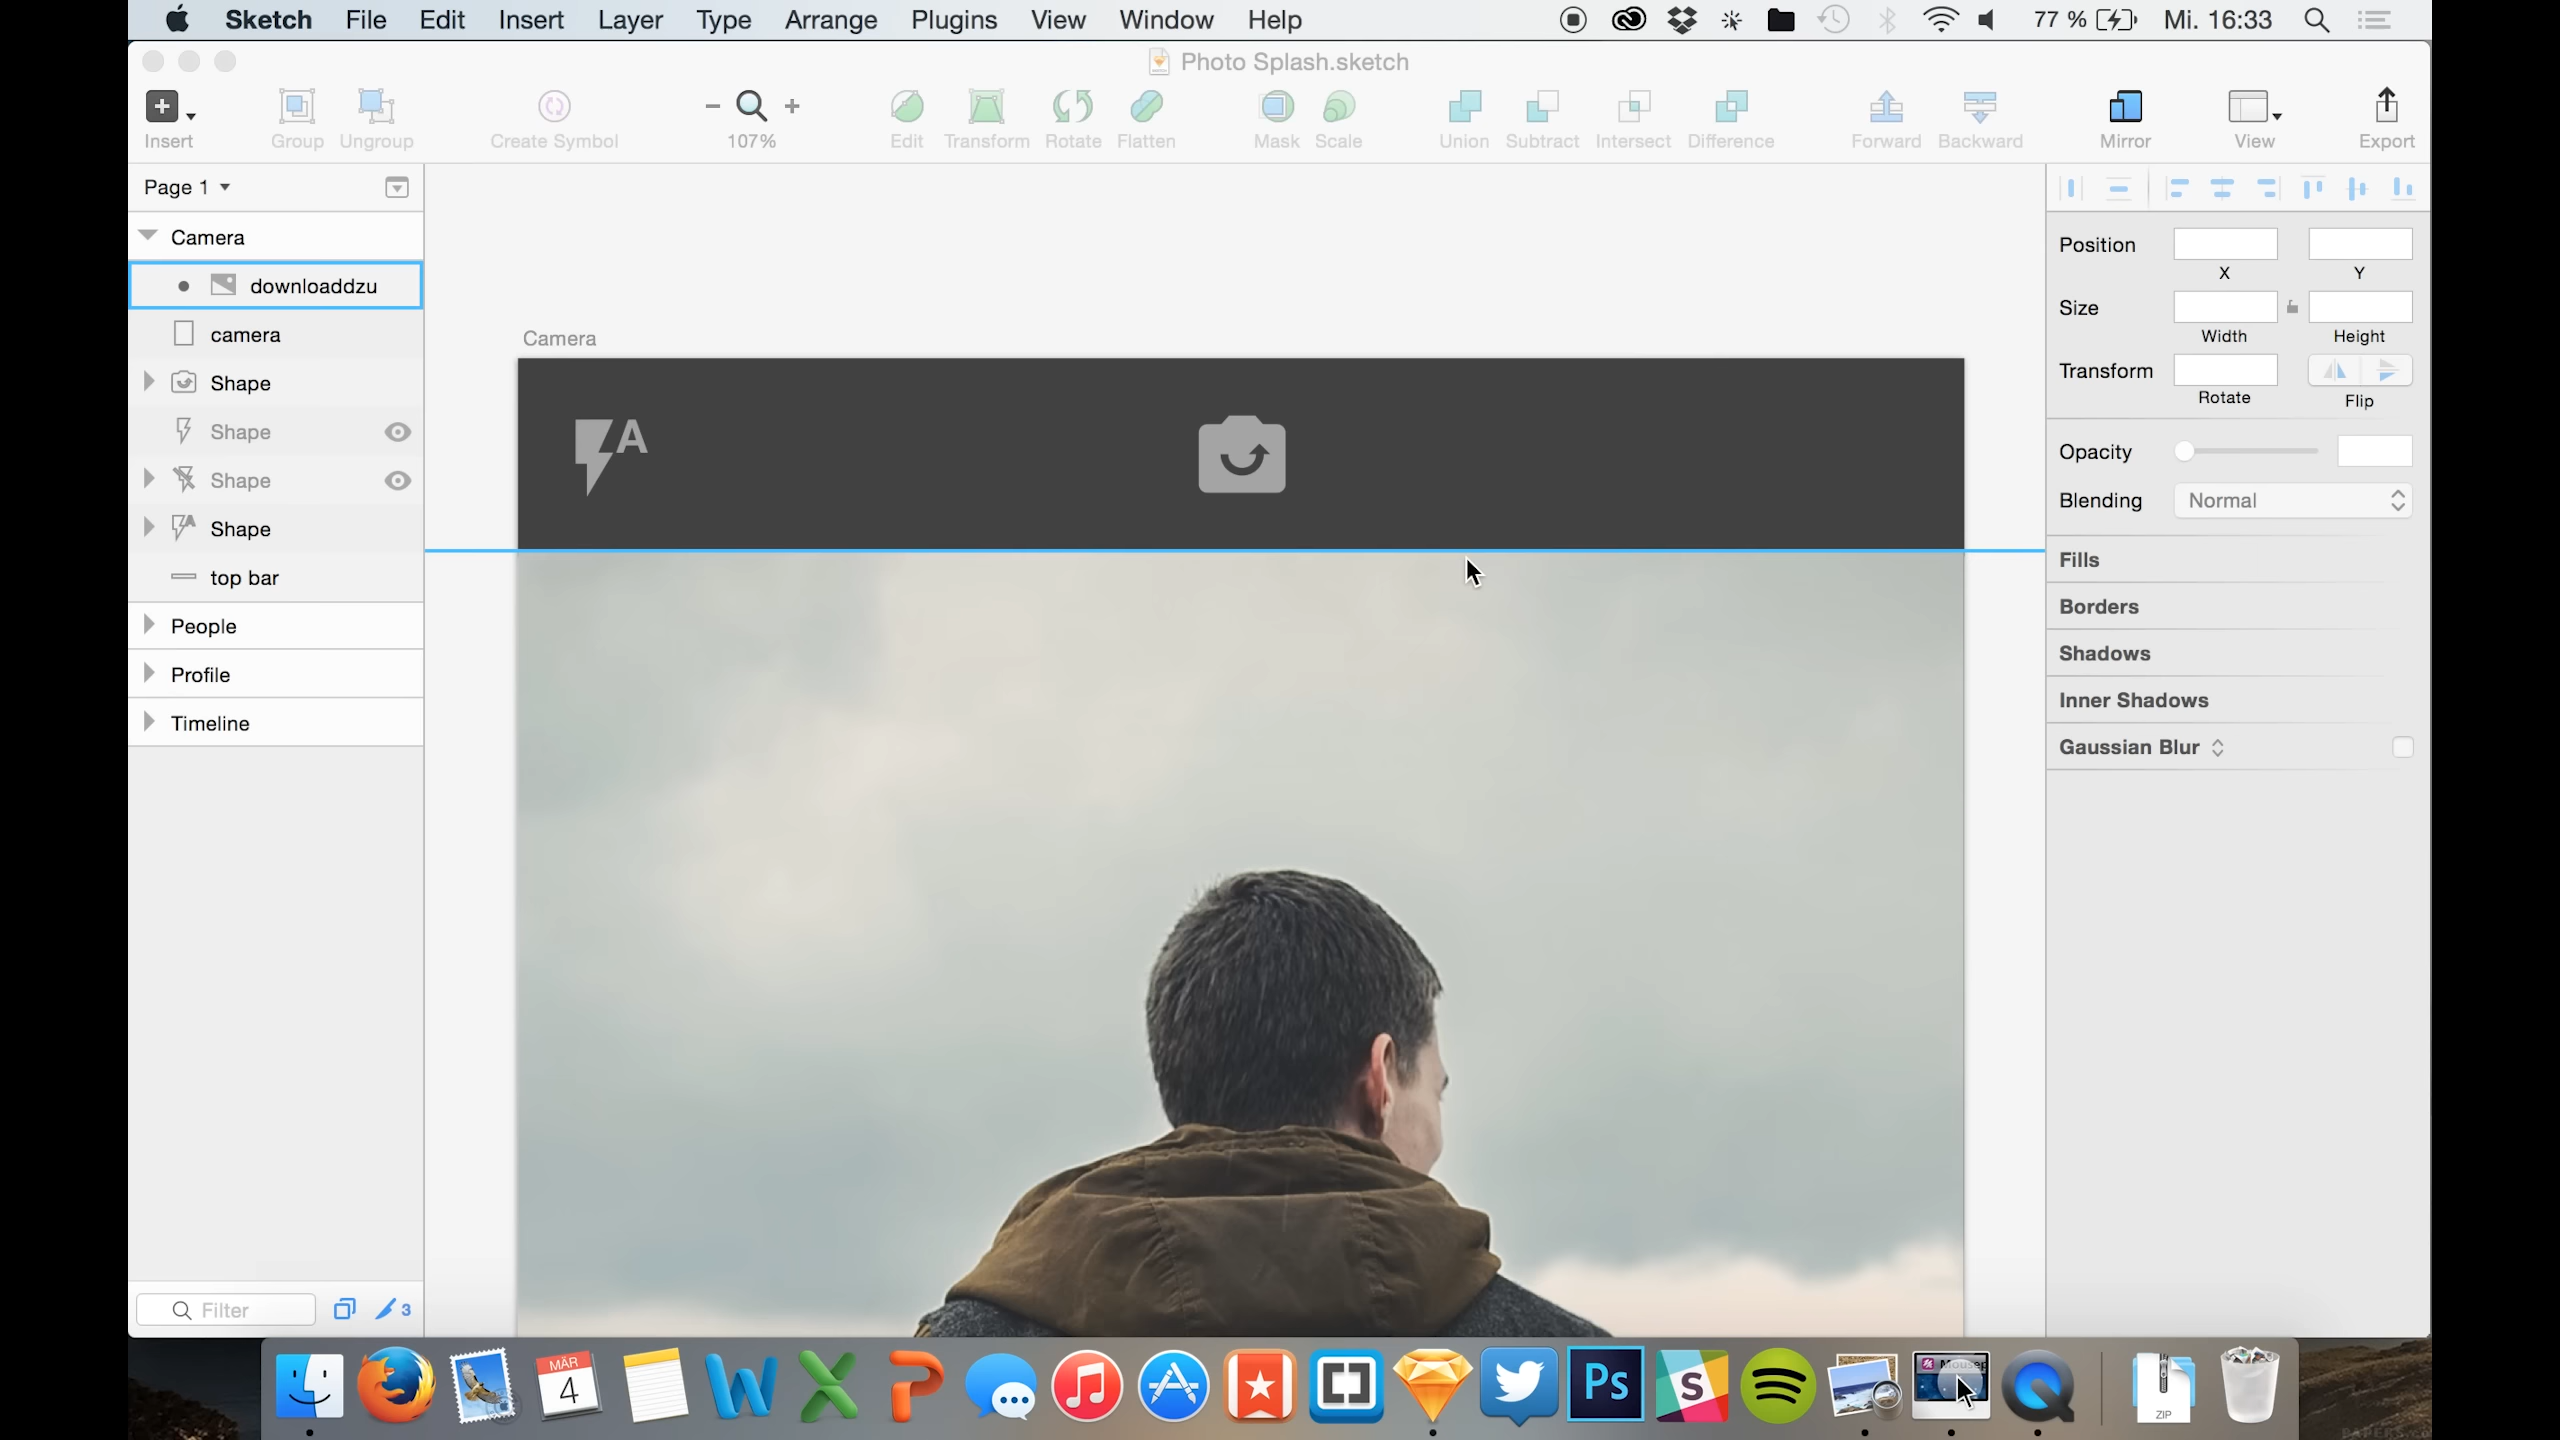 Sketch File Edit Insert Layer Type Arrange Plugins View Window Help 77 % Mi. 16:33
Photo Splash.sketch
Insert Group Ungroup Create Symbol 107% Edit Transform Rotate Flatten Mask Scale Union Subtract Intersect Difference Forward Backward Mirror View Export
Page 1
Camera
downloaddzu
camera
Shape
Shape
Shape
Shape
top bar
People
Profile
Timeline
Filter 3
Camera
A
Position
X Y
Size
Width Height
Transform
Rotate Flip
Opacity
Blending Normal
Fills
Borders
Shadows
Inner Shadows
Gaussian Blur
MÄR
4
W
Ps
S
ZIP